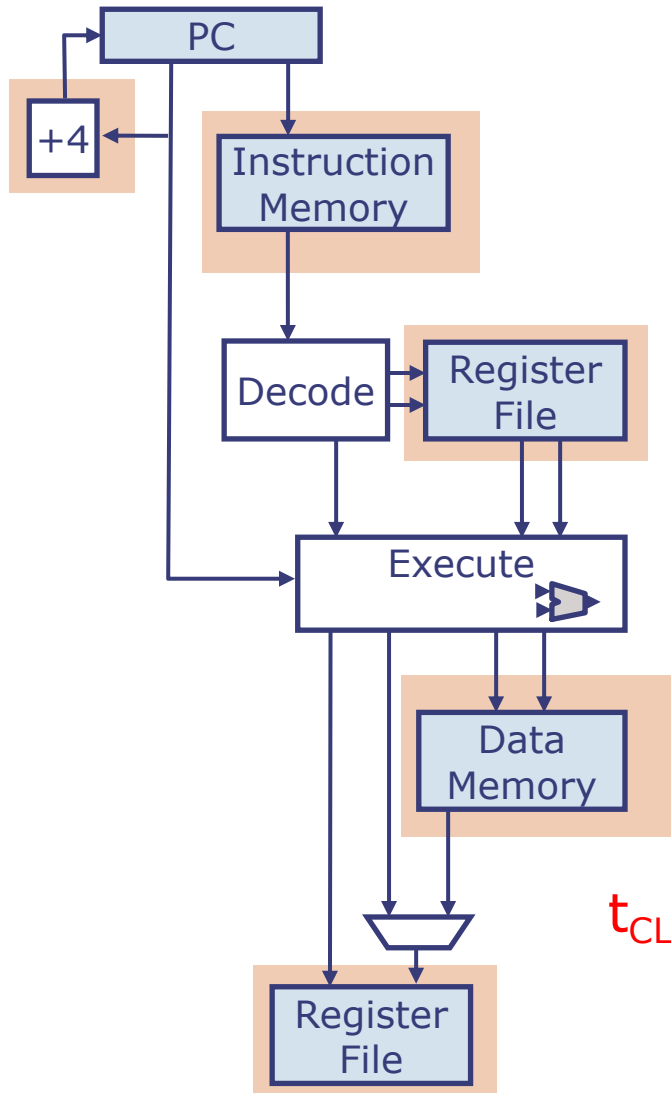 PC
+4
Instruction
Memory
Decode
Register
File
Execute
Data
Memory
tCL
Register
File